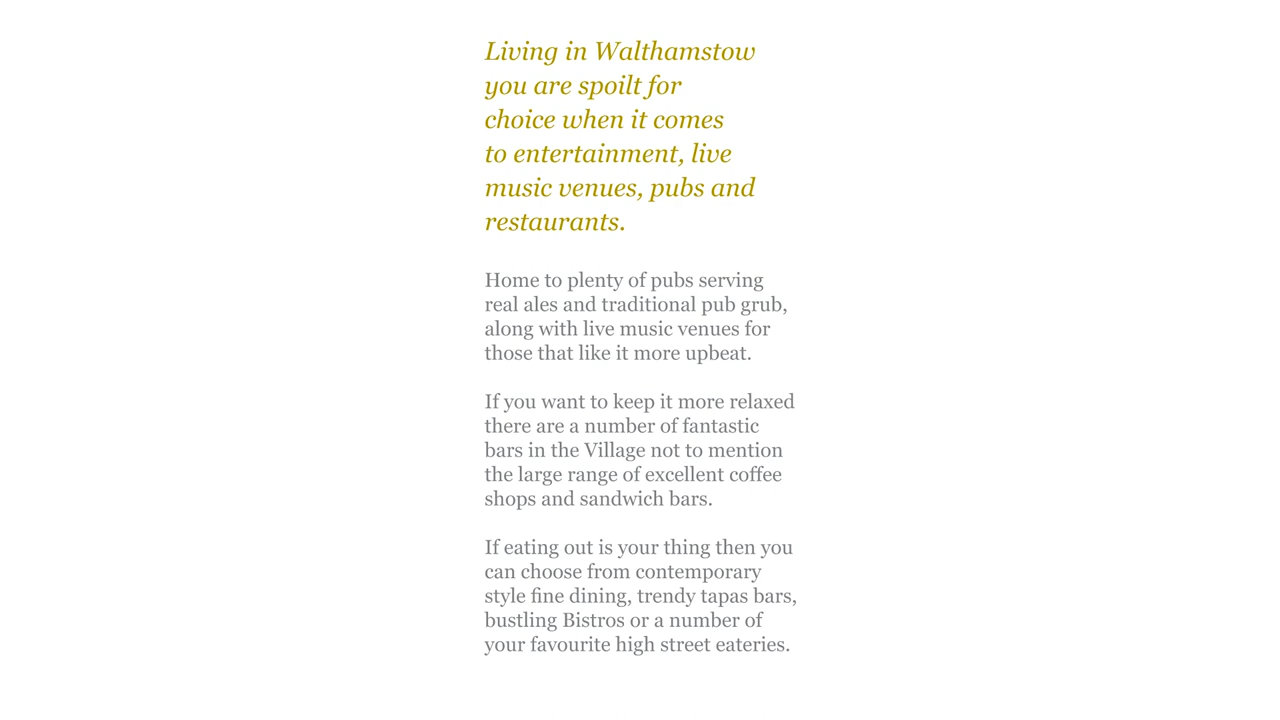 Living in Walthamstow
you are spoilt for
choice when it comes
to entertainment, live
music venues, pubs and
restaurants.
Home to plenty of pubs serving
real ales and traditional pub grub,
along with live music venues for
those that like it more upbeat.
If you want to keep it more relaxed
there are a number of fantastic
bars in the Village not to mention
the large range of excellent coffee
shops and sandwich bars.
If eating out is your thing then you
can choose from contemporary
style fine dining, trendy tapas bars,
bustling Bistros or a number of
your favourite high street eateries.